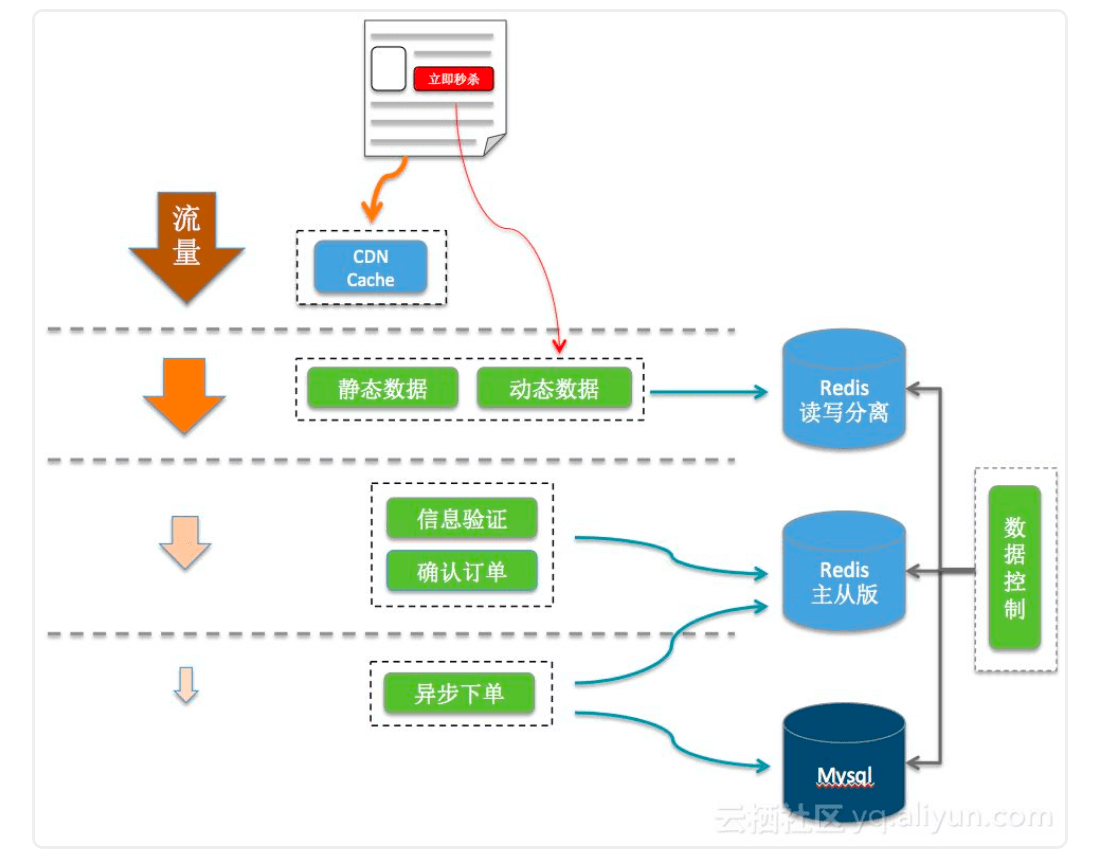 立即秒杀
流
量
CDN
Cache
静态数据
动态数据
Redis
读写分离
信息验证
确认订单
Redis
主从版
数
据
控
制
异步下单
Mysql
云栖社区 yq.aliyun.com